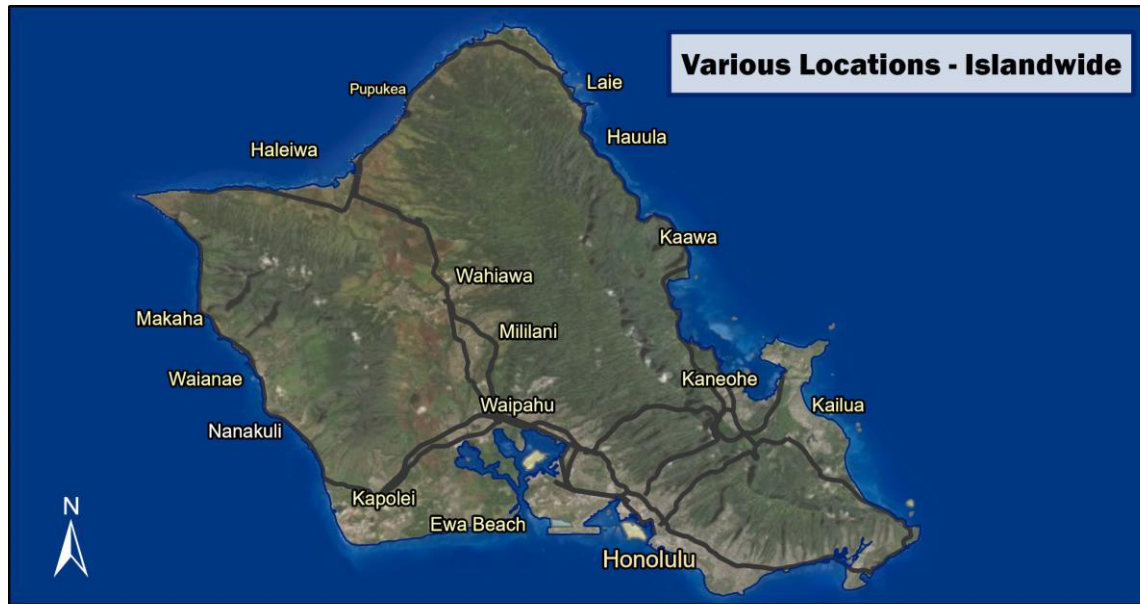 Various Locations - Islandwide
Laie
Pupukea
Hauula
Haleiwa
Kaawa
Wahiawa
Makaha
Mililani
Waianae
Kaneohe
Waipahu
Kailua
Nanakuli
Kapolei
Ewa Beach
N
Honolulu